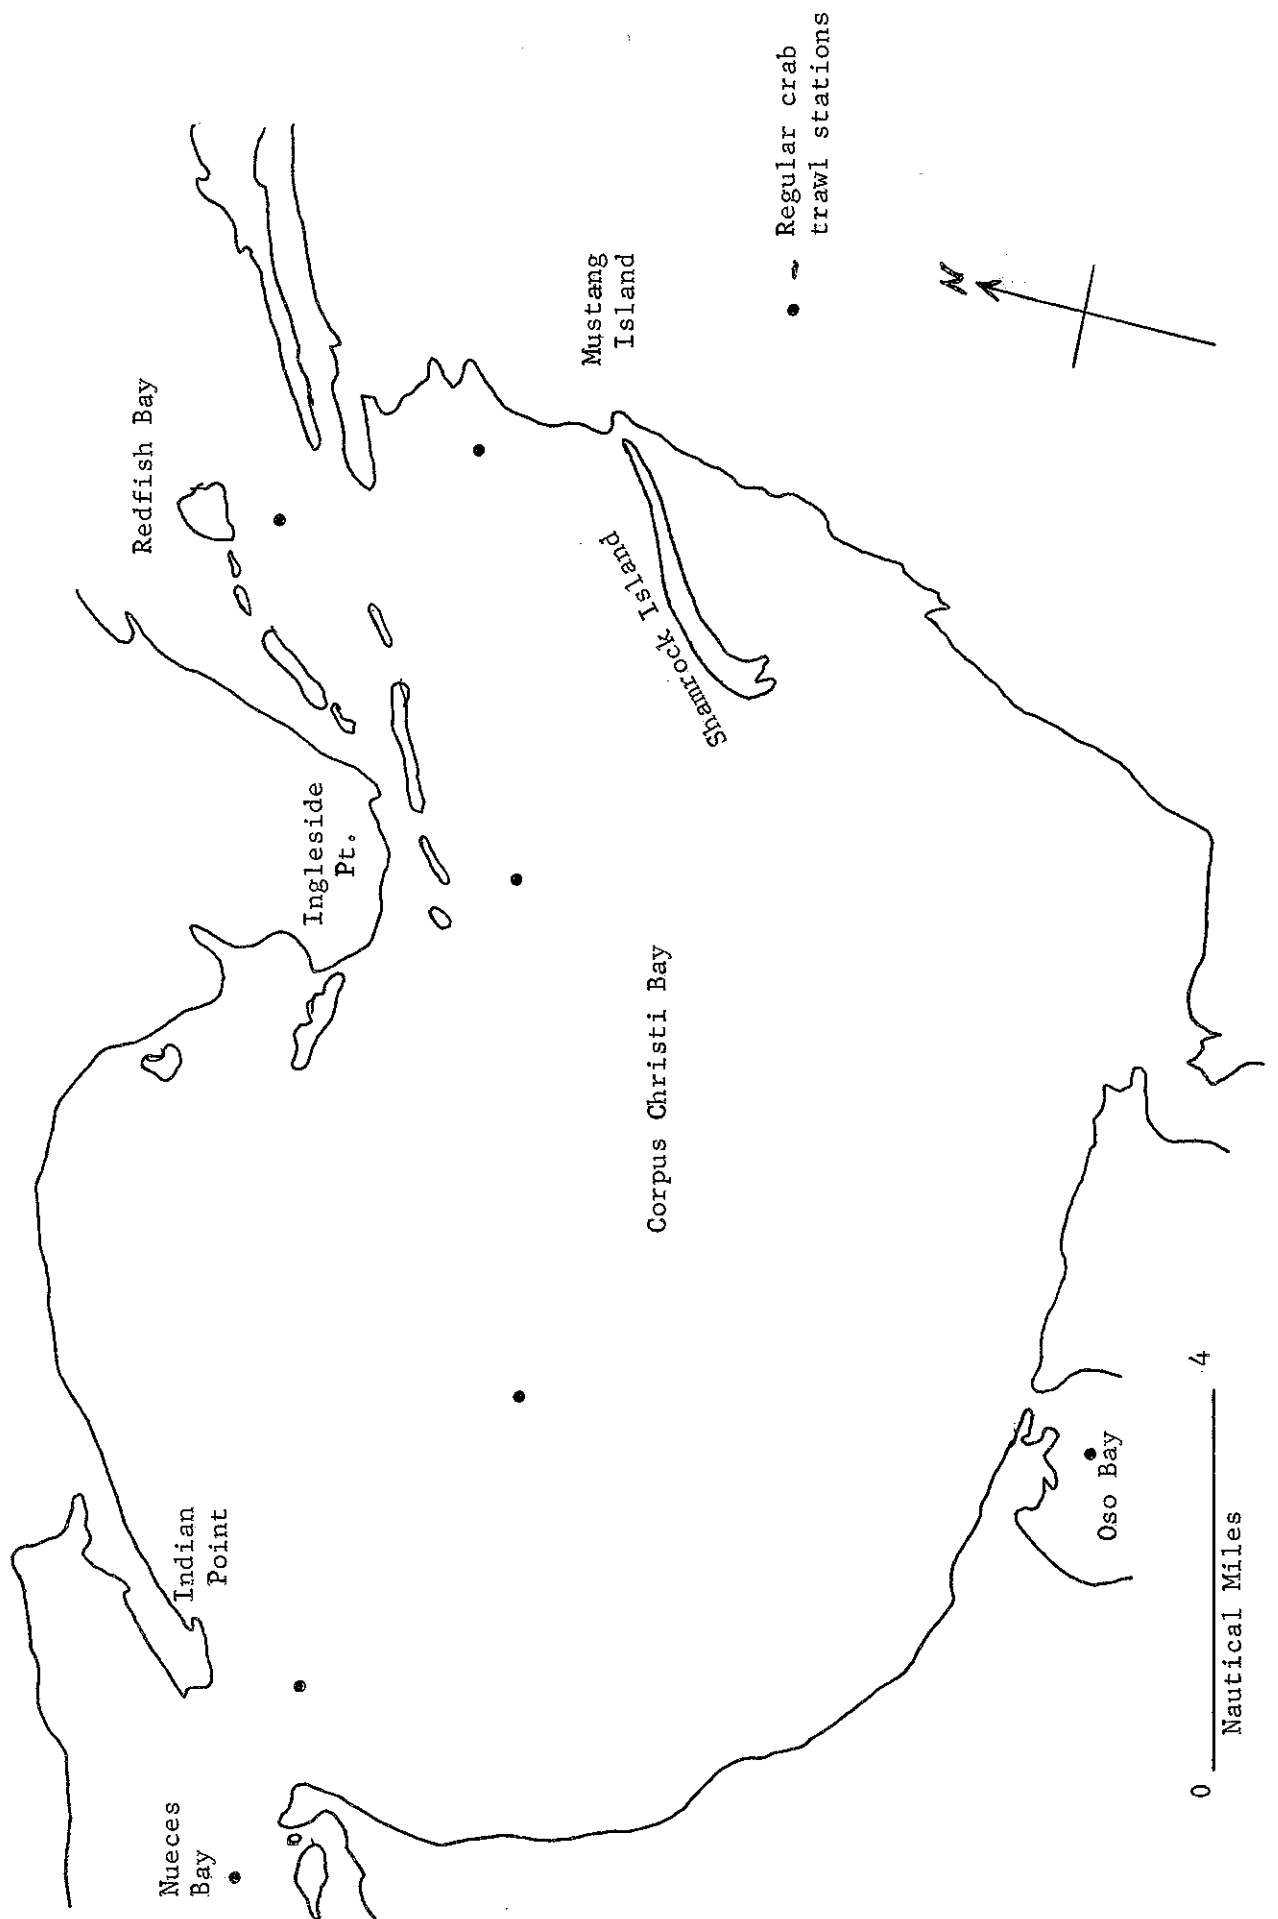 Nueces
Bay
Indian
Point
Ingleside
Pt.
Redfish Bay
Corpus Christi Bay
Shamrock Island
Mustang
Island
● - Regular crab
trawl stations
N
Oso Bay
0 4
Nautical Miles